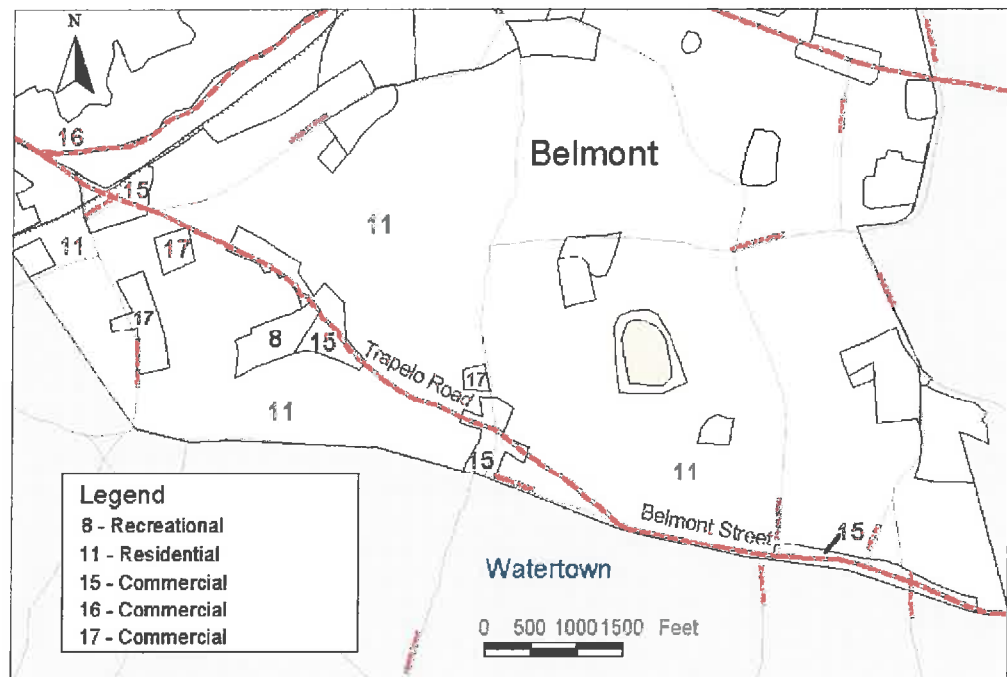 N
16
Belmont
15
11
11
17
17
8
15
Trapelo Road
17
11
15
11
Belmont Street
15
Watertown
Legend
8 - Recreational
11 - Residential
15 - Commercial
16 - Commercial
17 - Commercial
0 500 1000 1500 Feet